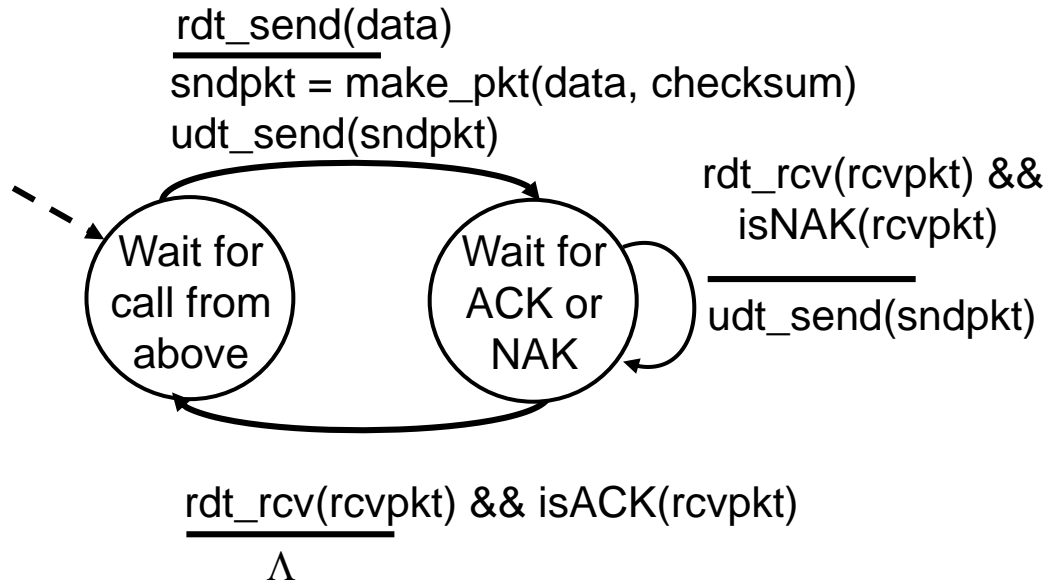 rdt_send(data)
sndpkt = make_pkt(data, checksum)
udt_send(sndpkt)
rdt_rcv(rcvpkt) &&
isNAK(rcvpkt)
udt_send(sndpkt)
Wait for
call from
above
Wait for
ACK or
NAK
rdt_rcv(rcvpkt) && isACK(rcvpkt)
Λ